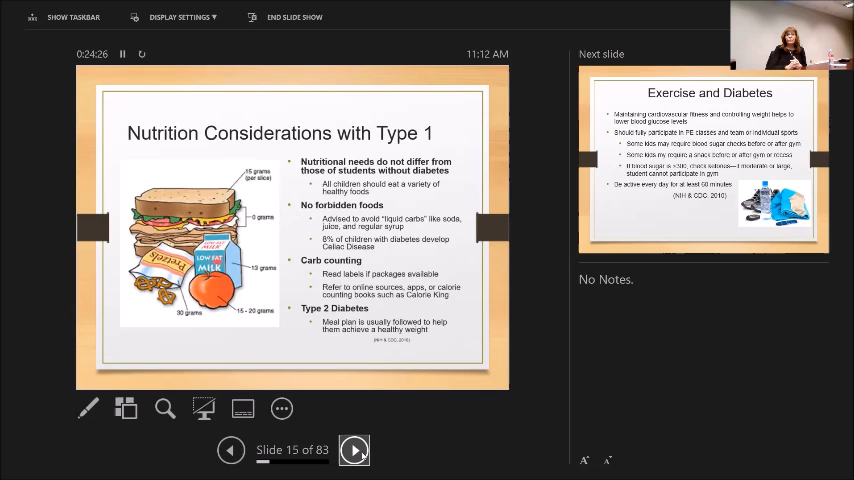 SHOW TASKBAR
DISPLAY SETTINGS ▼
END SLIDE SHOW
0:24:26
11:12 AM
Nutrition Considerations with Type 1
15 grams
(per slice)
0 grams
LOW FAT
MILK
LOW FAT
MILK
Pretzels
13 grams
15 - 20 grams
30 grams
• Nutritional needs do not differ from
those of students without diabetes
• All children should eat a variety of
healthy foods
• No forbidden foods
• Advised to avoid "liquid carbs" like soda,
juice, and regular syrup
• 8% of children with diabetes develop
Celiac Disease
• Carb counting
• Read labels if packages available
• Refer to online sources, apps, or calorie
counting books such as Calorie King
• Type 2 Diabetes
• Meal plan is usually followed to help
them achieve a healthy weight
(NIH & CDC, 2010)
Slide 15 of 83
Next slide
Exercise and Diabetes
• Maintaining cardiovascular fitness and controlling weight helps to
lower blood glucose levels
• Should fully participate in PE classes and team or individual sports
• Some kids may require blood sugar checks before or after gym
• Some kids my require a snack before or after gym or recess
• If blood sugar is >300, check ketones—if moderate or large,
student cannot participate in gym
• Be active every day for at least 60 minutes
(NIH & CDC, 2010)
No Notes.
A
A